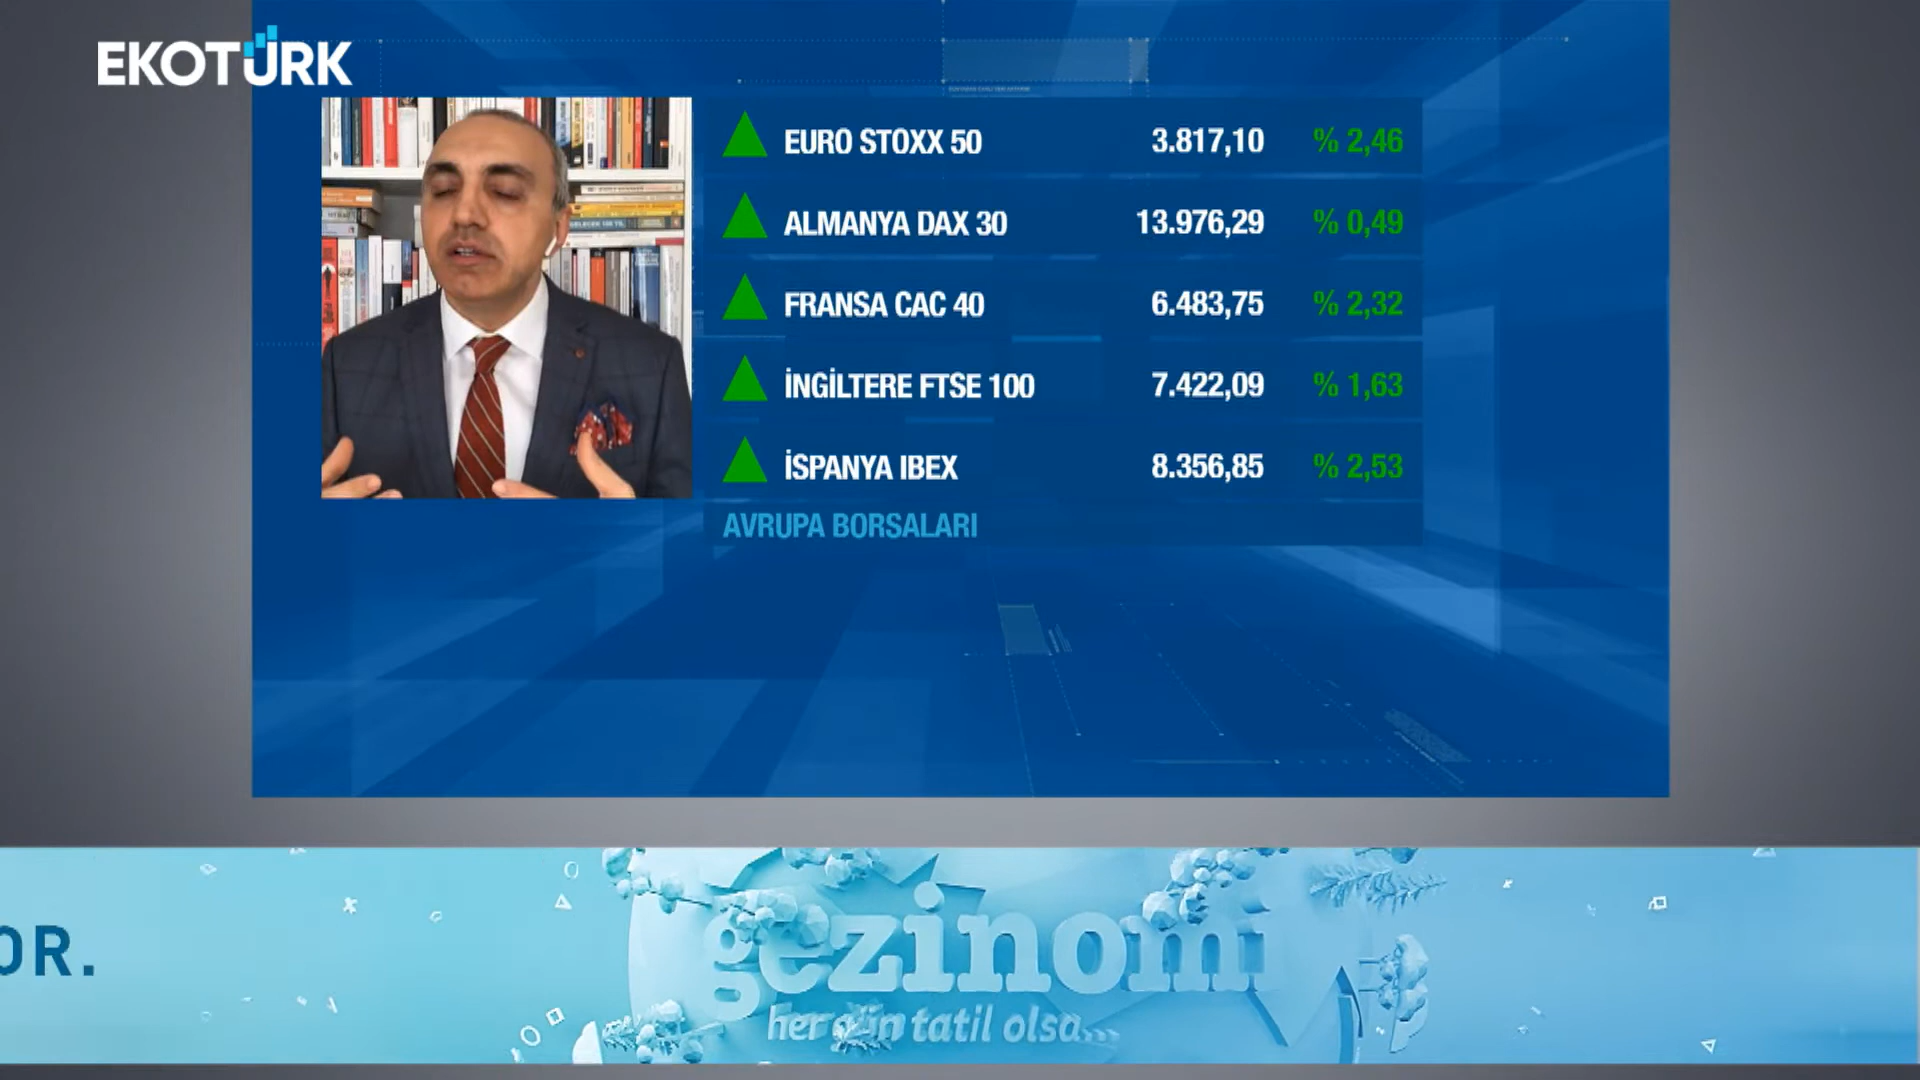 EKOTÜRK
EURO STOXX 50 3.817,10 % 2,46
ALMANYA DAX 30 13.976,29 % 0,49
FRANSA CAC 40 6.483,75 % 2,32
İNGİLTERE FTSE 100 7.422,09 % 1,63
İSPANYA IBEX 8.356,85 % 2,53
AVRUPA BORSALARI
OR.
gezinomi
her gün tatil olsa...